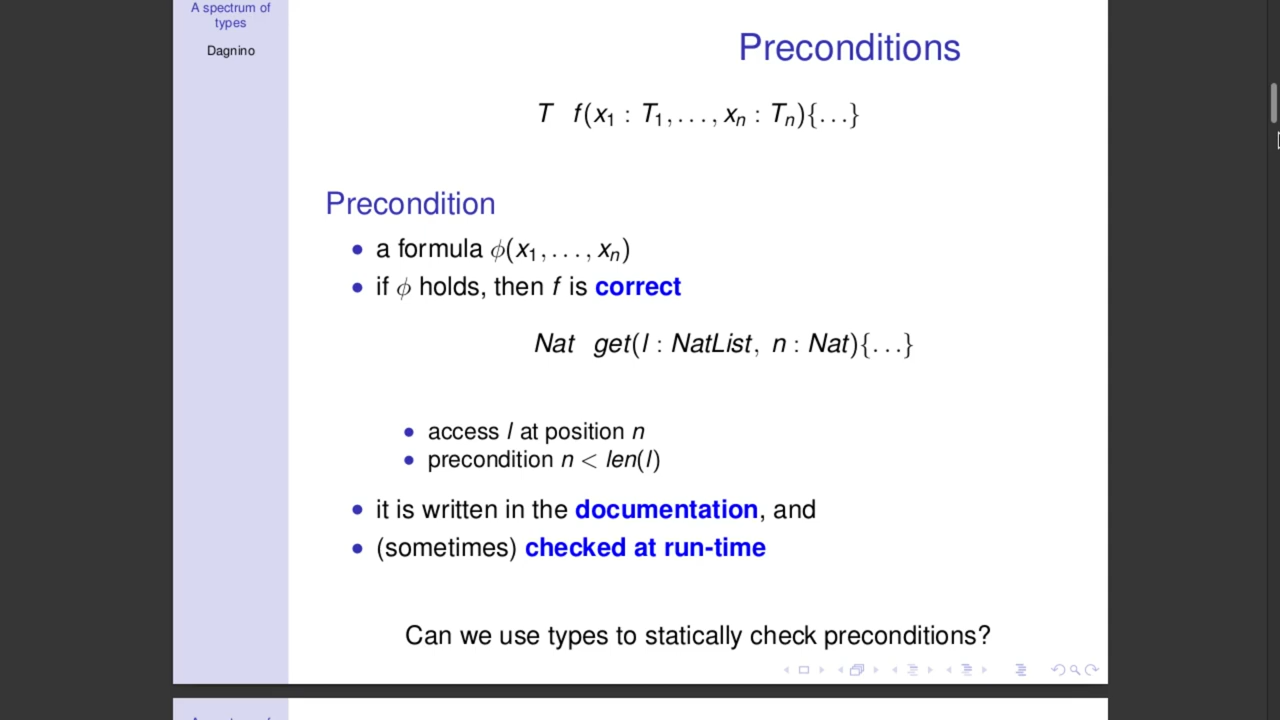 A spectrum of
types
Dagnino
Preconditions
T f(x₁ : T₁, . . . , xₙ : Tₙ){. . .}
Precondition
• a formula ϕ(x₁, . . . , xₙ)
• if ϕ holds, then f is correct
Nat get(l : NatList, n : Nat){. . .}
• access l at position n
• precondition n < len(l)
• it is written in the documentation, and
• (sometimes) checked at run-time
Can we use types to statically check preconditions?